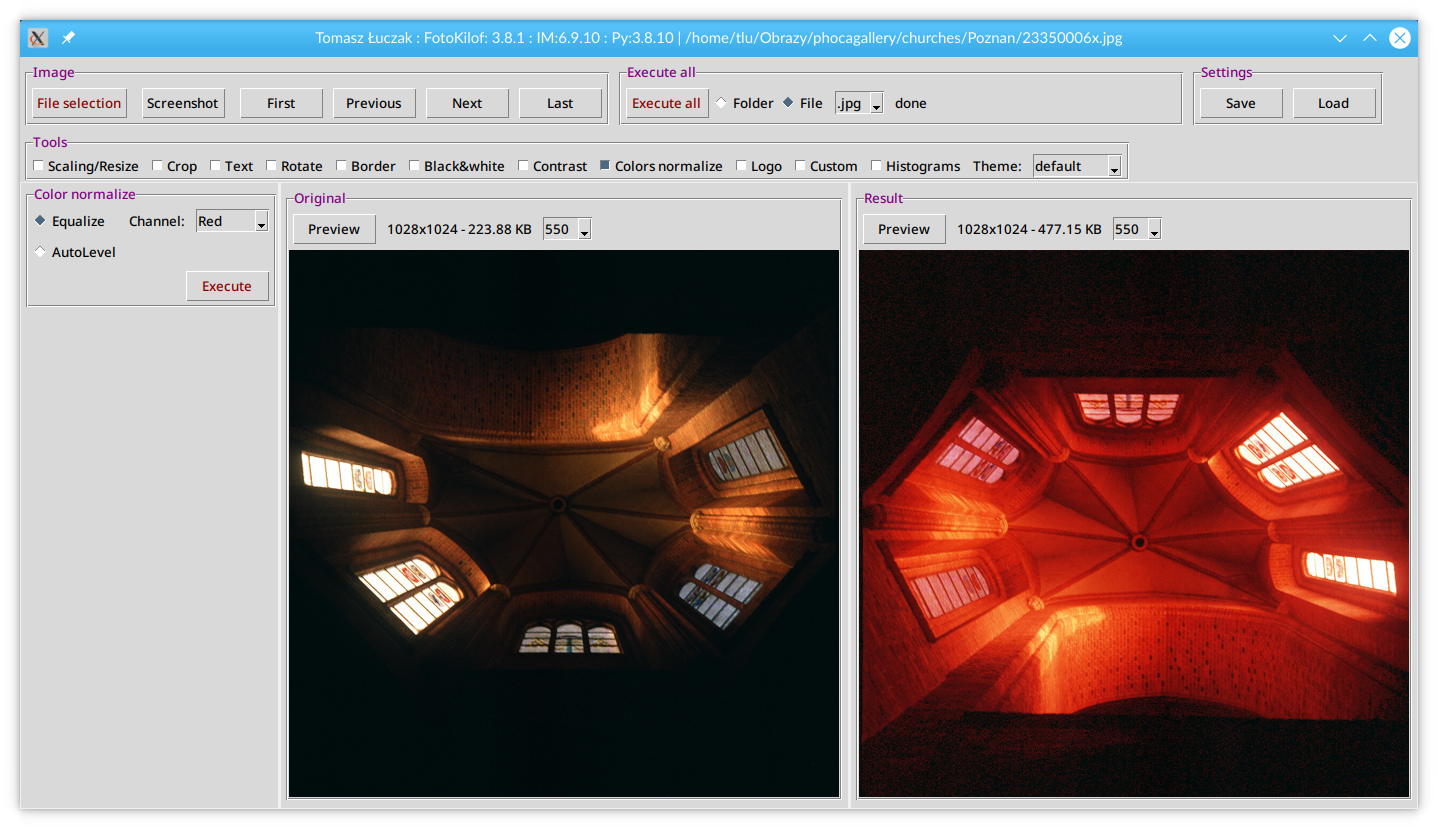 Tomasz Łuczak : FotoKilof: 3.8.1 : IM:6.9.10 : Py:3.8.10 | /home/tlu/Obrazy/phocagallery/churches/Poznan/23350006x.jpg
Image
File selection Screenshot First Previous Next Last
Execute all
Execute all Folder File .jpg done
Settings
Save Load
Tools
Scaling/Resize Crop Text Rotate Border Black&white Contrast Colors normalize Logo Custom Histograms Theme: default
Color normalize
Equalize Channel: Red
AutoLevel
Execute
Original
Preview 1028x1024 - 223.88 KB 550
Result
Preview 1028x1024 - 477.15 KB 550